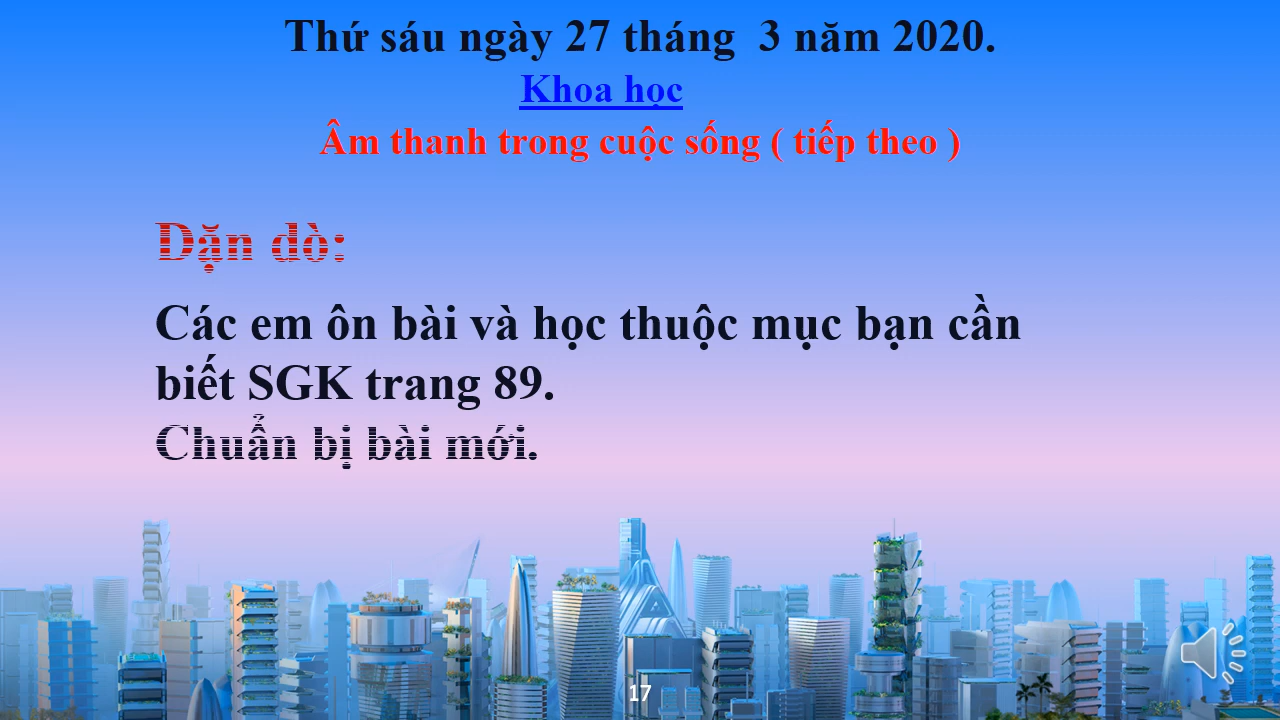 Thứ sáu ngày 27 tháng  3 năm 2020.
Khoa học
Âm thanh trong cuộc sống ( tiếp theo )
Dặn dò:
Các em ôn bài và học thuộc mục bạn cần
biết SGK trang 89.
Chuẩn bị bài mới.
17